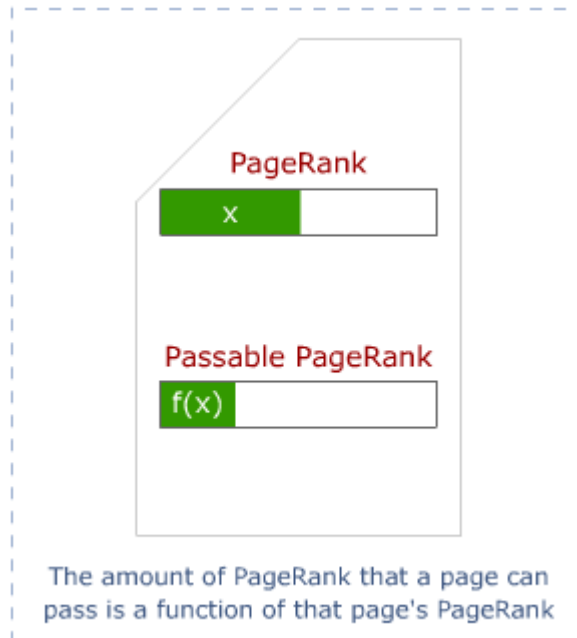 PageRank
x
Passable PageRank
f(x)
The amount of PageRank that a page can
pass is a function of that page's PageRank